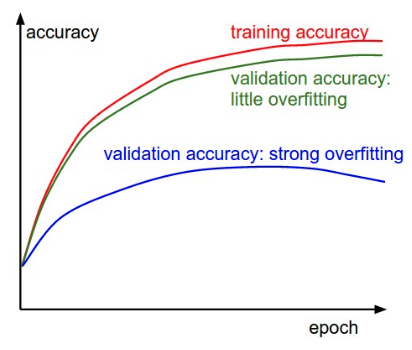 accuracy
training accuracy
validation accuracy:
little overfitting
validation accuracy: strong overfitting
epoch